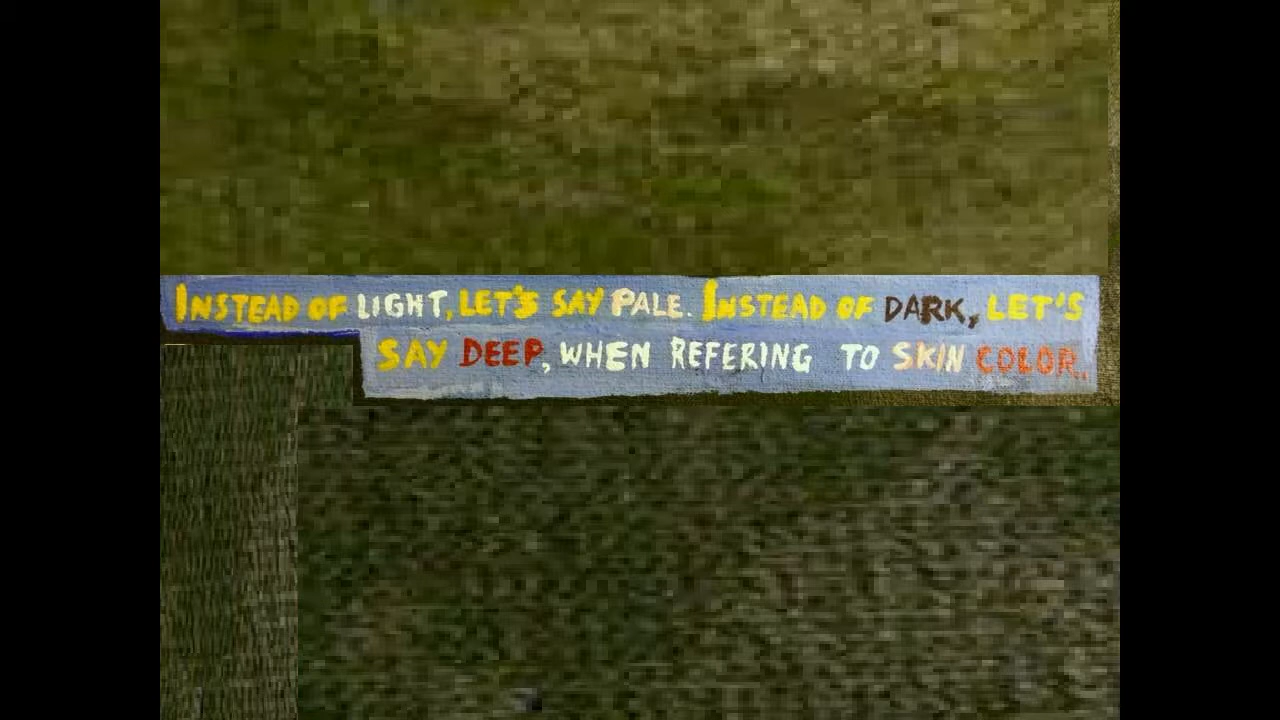 INSTEAD OF LIGHT, LET'S SAY PALE. INSTEAD OF DARK, LET'S
SAY DEEP, WHEN REFERING TO SKIN COLOR.